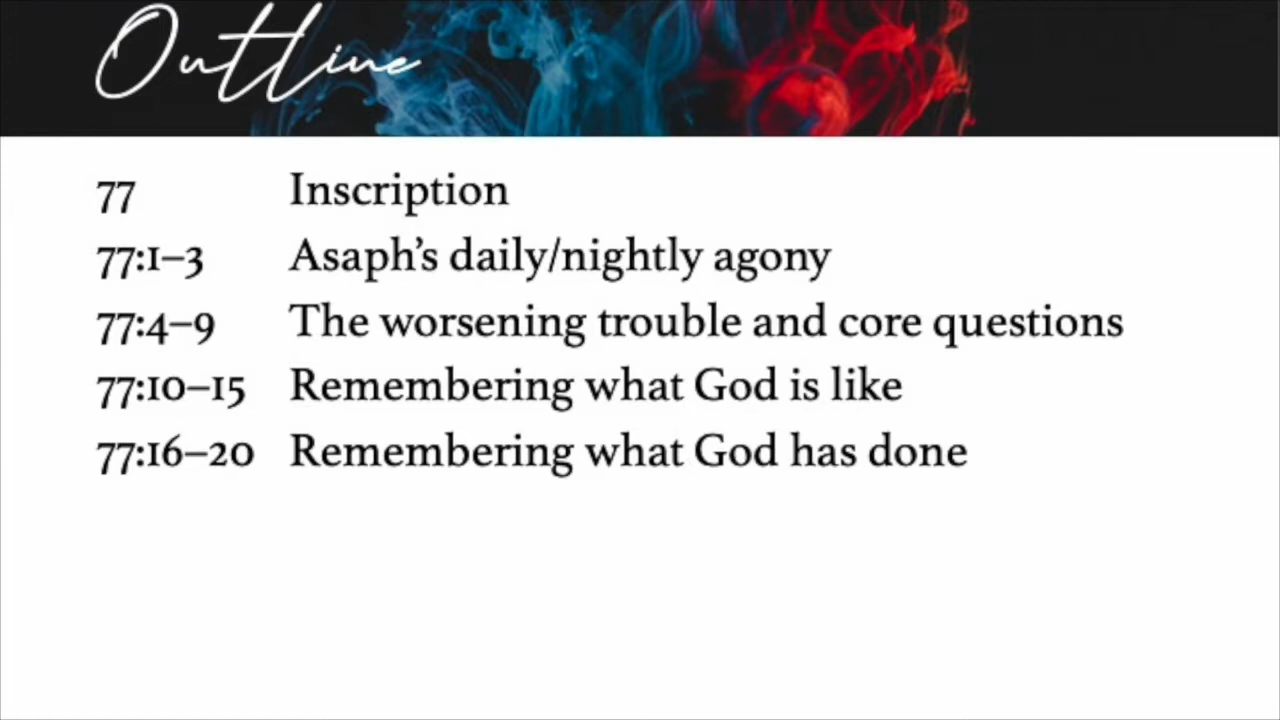 Outline
77 Inscription
77:1–3 Asaph’s daily/nightly agony
77:4–9 The worsening trouble and core questions
77:10–15 Remembering what God is like
77:16–20 Remembering what God has done